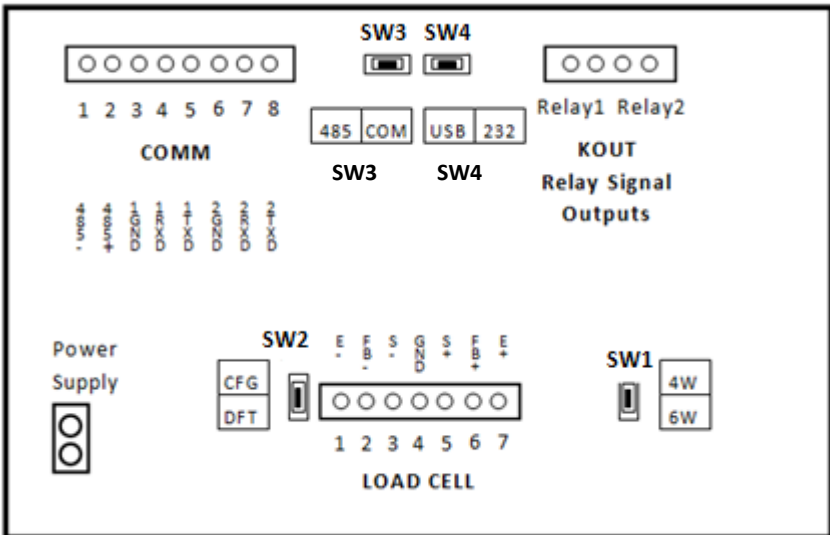 SW3 SW4
1 2 3 4 5 6 7 8
COMM
485 COM USB 232
SW3 SW4
Relay1 Relay2
KOUT
Relay Signal
Outputs
485-
485+
1GND
1RXD
1TXD
2GND
2RXD
2TXD
Power
Supply
SW2
CFG
DFT
E-
FB-
S-
GND
S+
FB+
E+
1 2 3 4 5 6 7
LOAD CELL
SW1
4W
6W